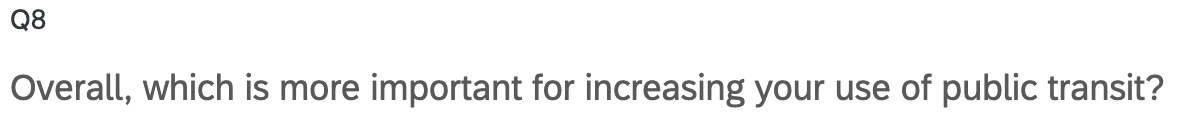 Q8
Overall, which is more important for increasing your use of public transit?